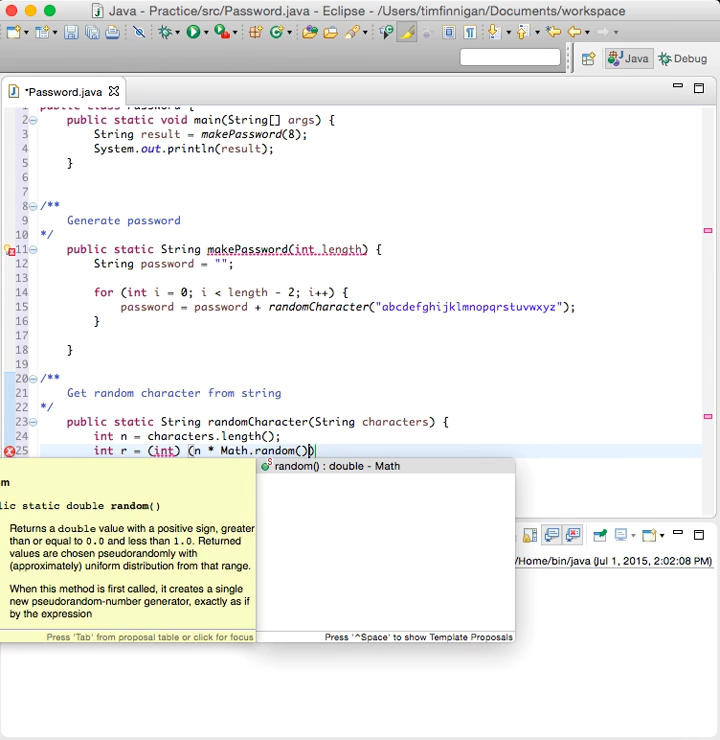 Java - Practice/src/Password.java - Eclipse - /Users/timfinnigan/Documents/workspace
Java
Debug
*Password.java
1 public class Password {
2 public static void main(String[] args) {
3 String result = makePassword(8);
4 System.out.println(result);
5 }
6
7
8 /**
9 Generate password
10 */
11 public static String makePassword(int length) {
12 String password = "";
13
14 for (int i = 0; i < length - 2; i++) {
15 password = password + randomCharacter("abcdefghijklmnopqrstuvwxyz");
16 }
17
18 }
19
20 /**
21 Get random character from string
22 */
23 public static String randomCharacter(String characters) {
24 int n = characters.length();
25 int r = (int) (n * Math.random())
random() : double - Math
m
lic static double random()
Returns a double value with a positive sign, greater
than or equal to 0.0 and less than 1.0. Returned
values are chosen pseudorandomly with
(approximately) uniform distribution from that range.
When this method is first called, it creates a single
new pseudorandom-number generator, exactly as if
by the expression
Press 'Tab' from proposal table or click for focus
Press '^Space' to show Template Proposals
/Home/bin/java (Jul 1, 2015, 2:02:08 PM)